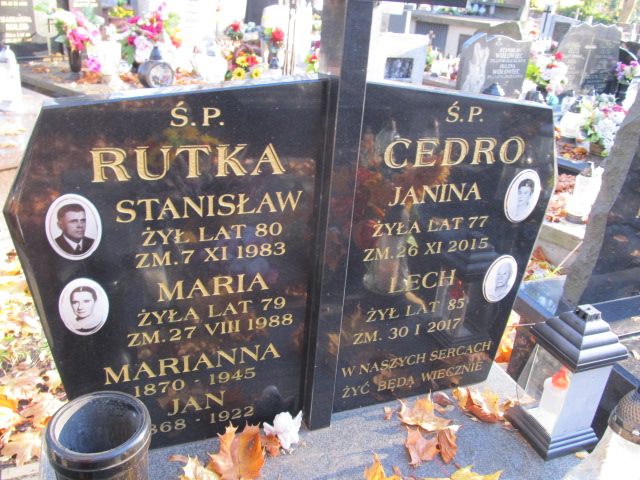 Ś.P.
RUTKA
STANISŁAW
ŻYŁ LAT 80
ZM. 7 XI 1983
MARIA
ŻYŁA LAT 79
ZM. 27 VIII 1988
MARIANNA
1870 - 1945
JAN
1868 - 1922
Ś.P.
CEDRO
JANINA
ŻYŁA LAT 77
ZM. 26 XI 2015
LECH
ŻYŁ LAT 85
ZM. 30 I 2017
W NASZYCH SERCACH
ŻYĆ BĘDĄ WIECZNIE